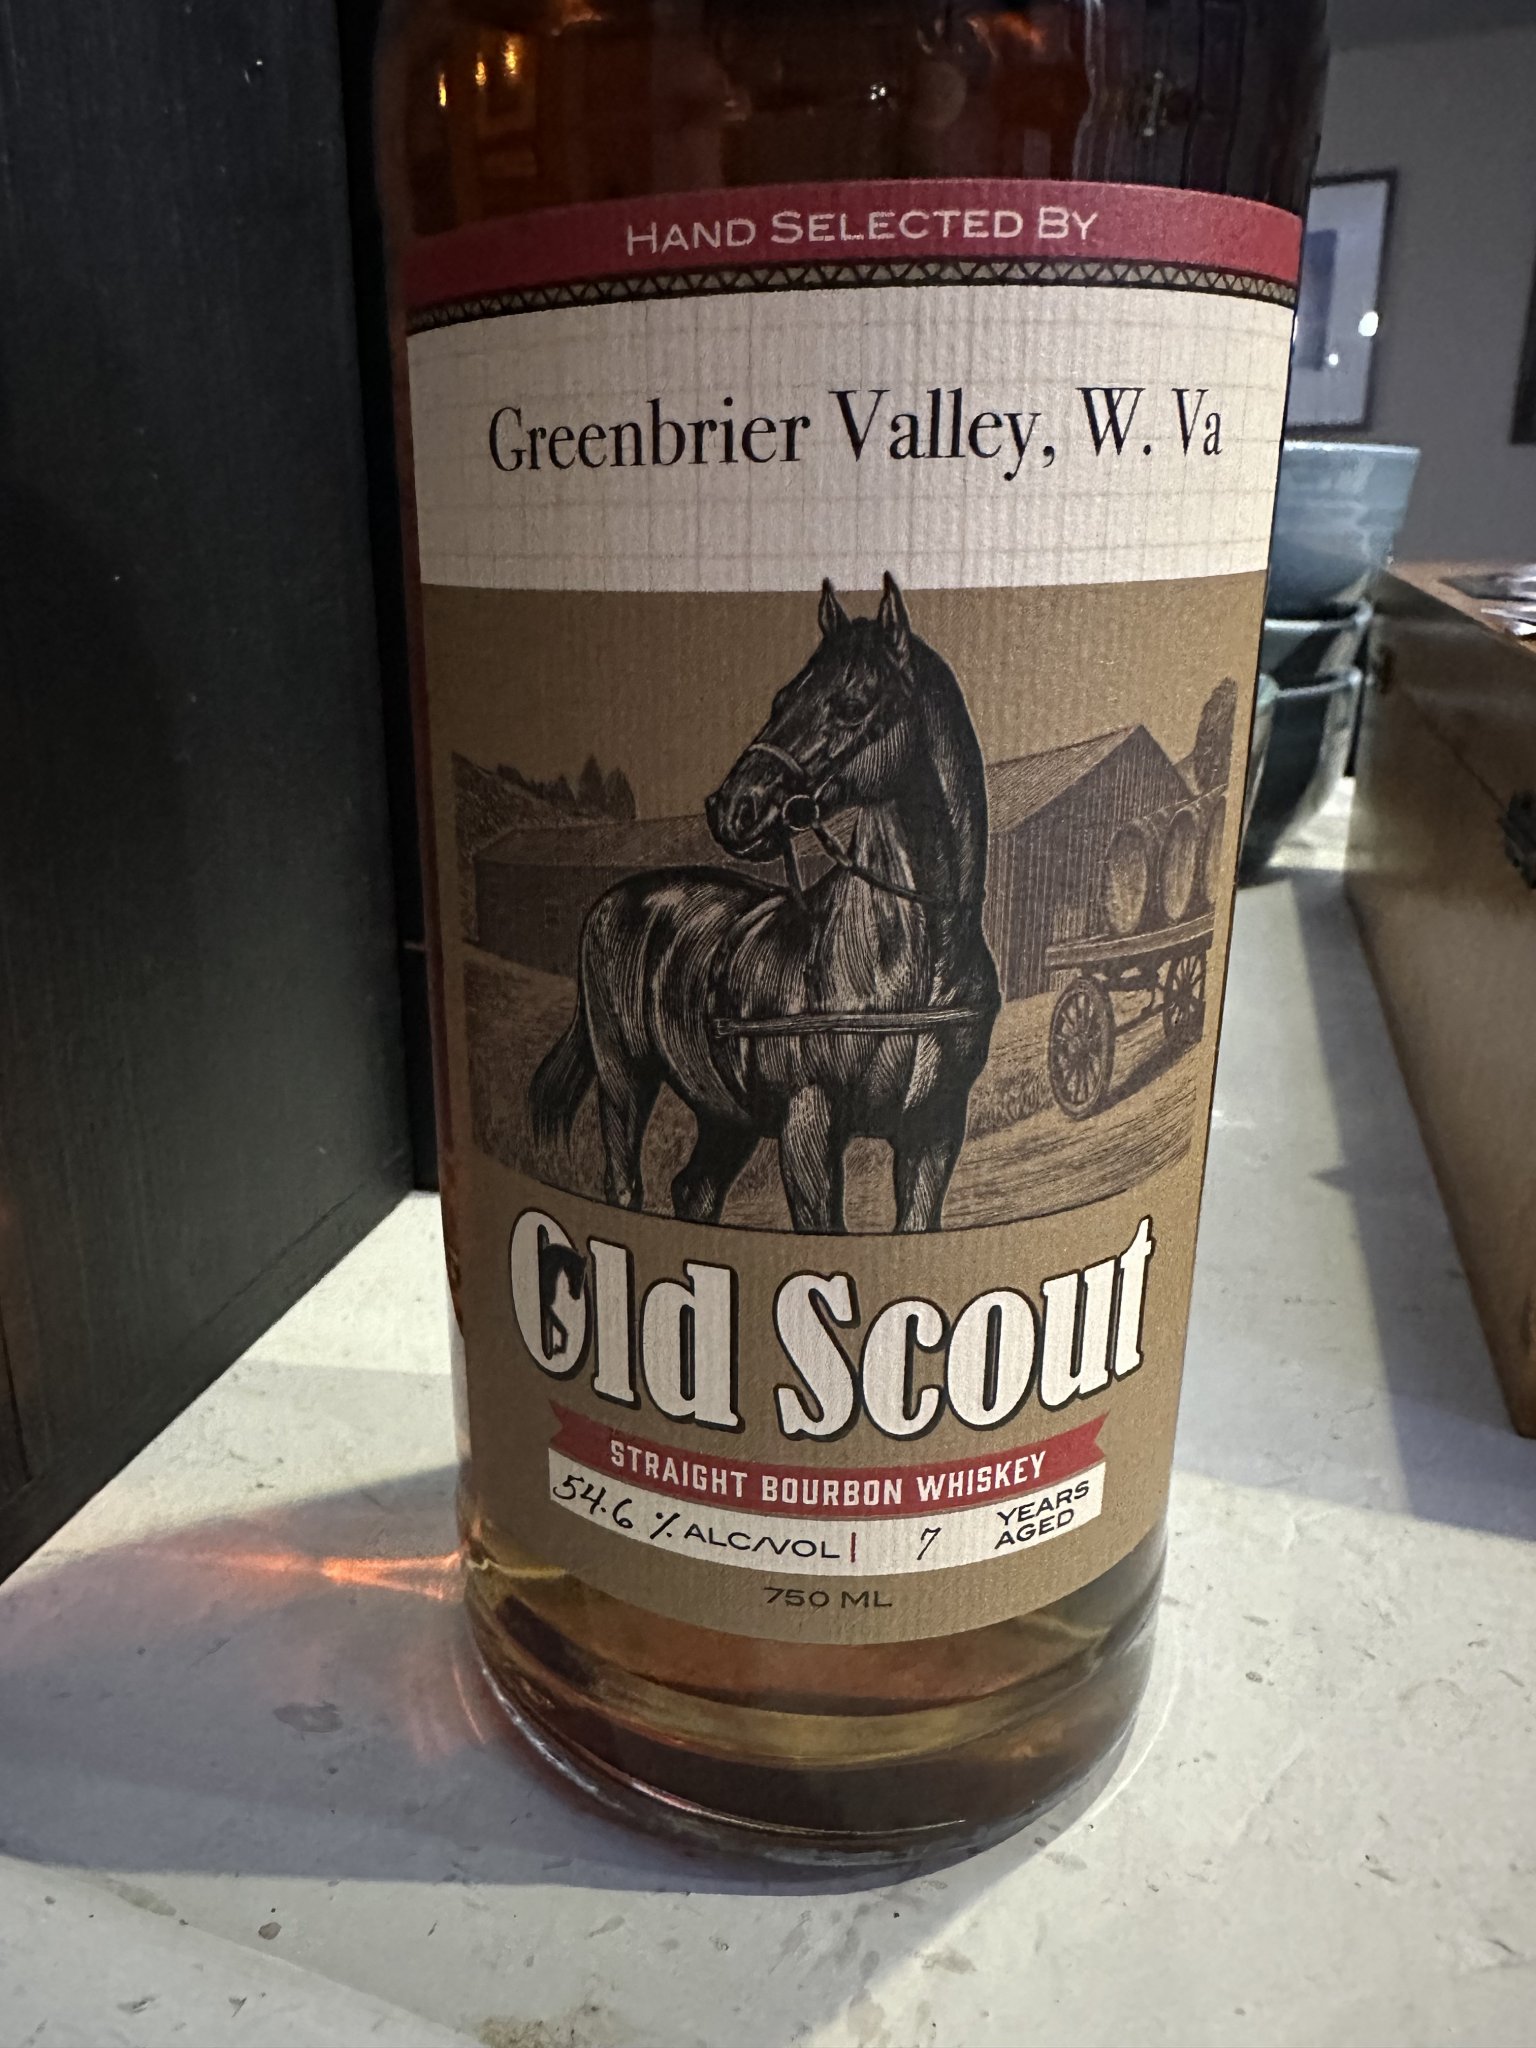 HAND SELECTED BY
Greenbrier Valley, W. Va
Old Scout
STRAIGHT BOURBON WHISKEY
54.6 % ALC/VOL | 7 YEARS AGED
750 ML